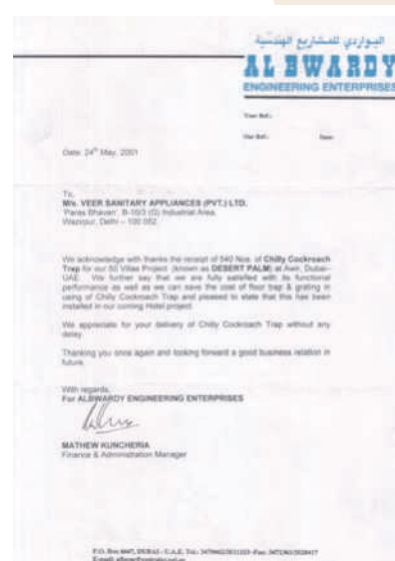 البواردي للمشاريع الهندسية
AL BWARDY
ENGINEERING ENTERPRISES
Your Ref.:
Our Ref.: Date:
Date: 24th May, 2001
To,
M/s. VEER SANITARY APPLIANCES (PVT.) LTD.
'Paras Bhavan', B-10/3 (G) Industrial Area,
Wazirpur, Delhi – 100 052.
We acknowledge with thanks the receipt of 540 Nos. of Chilly Cockroach
Trap for our 50 Villas Project (known as DESERT PALM) at Awir, Dubai-
UAE. We further say that we are fully satisfied with its functional
performance as well as we can save the cost of floor trap & grating in
using of Chilly Cockroach Trap and pleased to state that this has been
installed in our coming Hotel project.
We appreciate for your delivery of Chilly Cockroach Trap without any
delay.
Thanking you once again and looking forward a good business relation in
future.
With regards,
For ALBWARDY ENGINEERING ENTERPRISES
MATHEW KUNCHERIA
Finance & Administration Manager
P.O. Box 6047, DUBAI - U.A.E. Tel.: